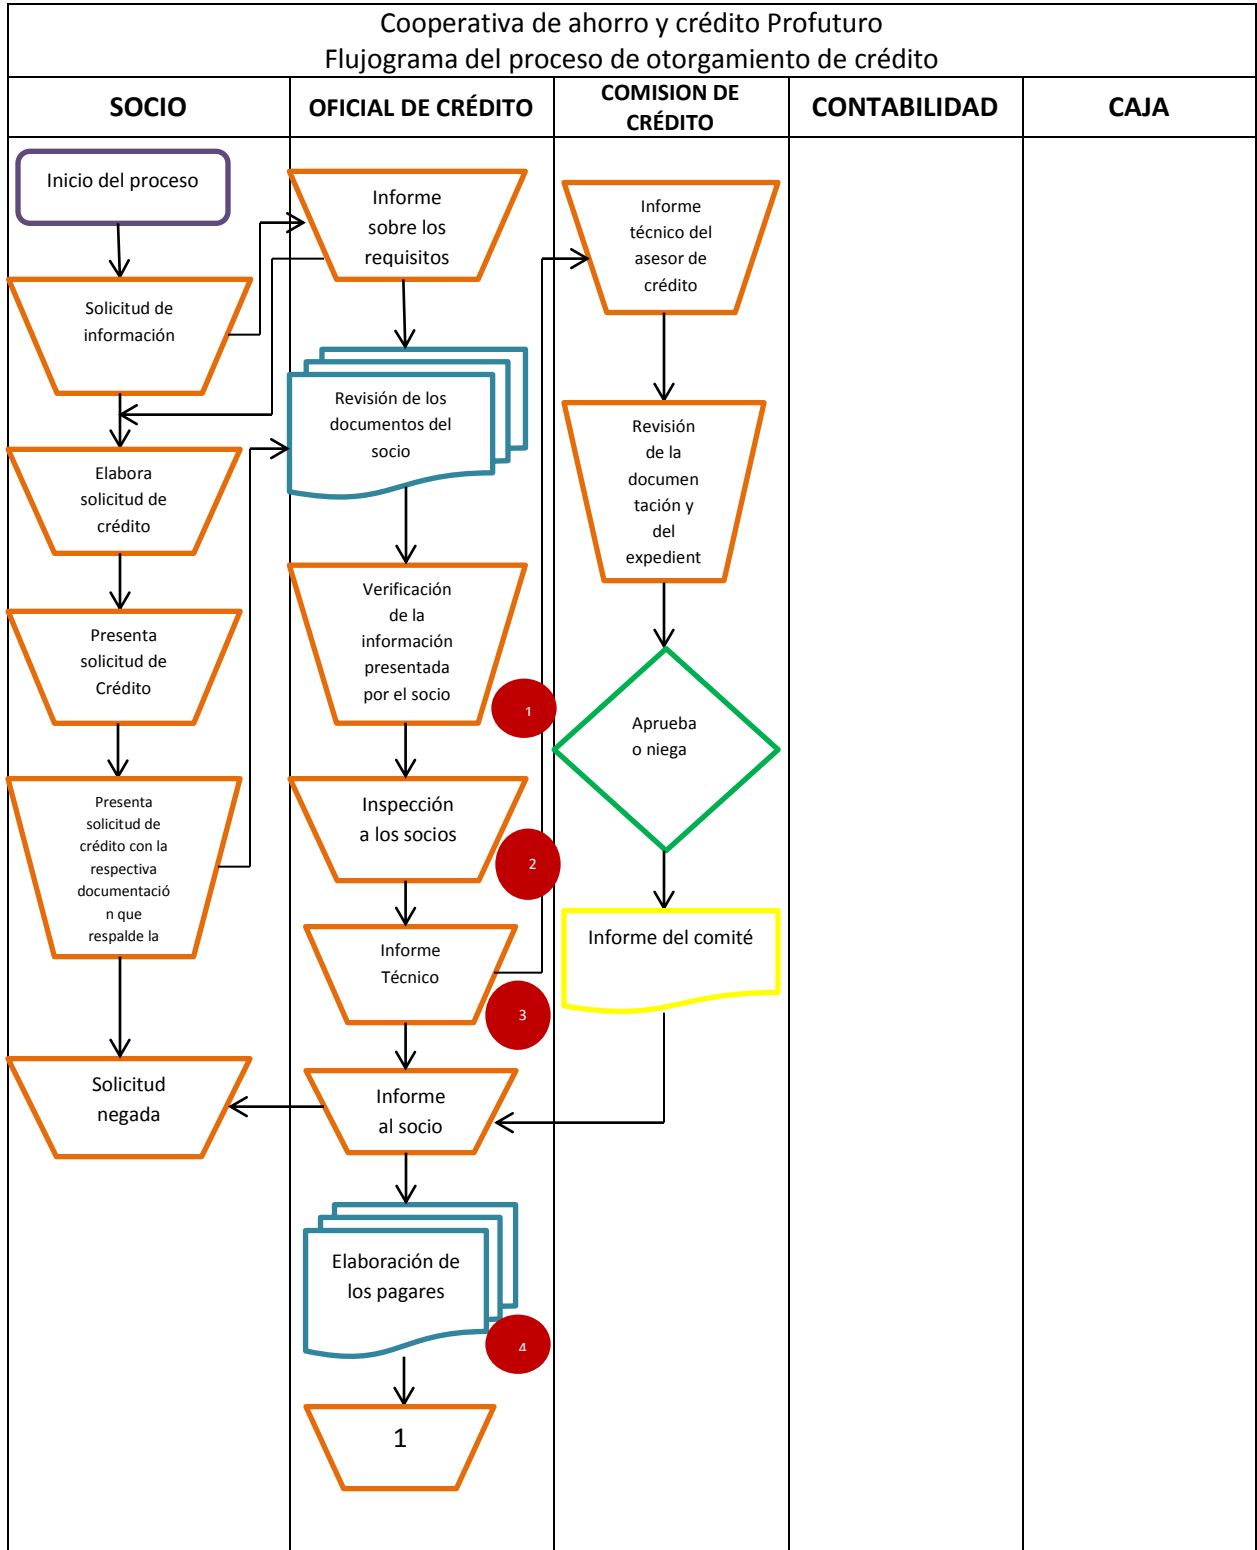 Cooperativa de ahorro y crédito Profuturo
Flujograma del proceso de otorgamiento de crédito
SOCIO
OFICIAL DE CRÉDITO
COMISION DE
CRÉDITO
CONTABILIDAD
CAJA
Inicio del proceso
Solicitud de
información
Elabora
solicitud de
crédito
Presenta
solicitud de
Crédito
Presenta
solicitud de
crédito con la
respectiva
documentació
n que
respalde la
Solicitud
negada
Informe
sobre los
requisitos
Revisión de los
documentos del
socio
Verificación
de la
información
presentada
por el socio
1
Inspección
a los socios
2
Informe
Técnico
3
Informe
al socio
Elaboración de
los pagares
4
1
Informe
técnico del
asesor de
crédito
Revisión
de la
documen
tación y
del
expedient
Aprueba
o niega
Informe del comité